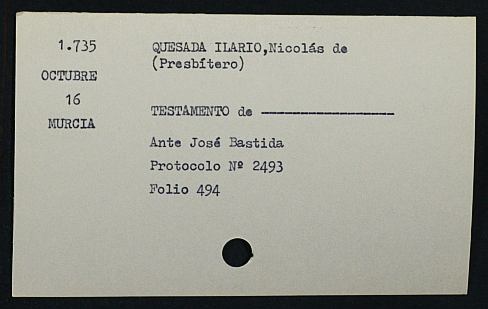 1.735
OCTUBRE
16
MURCIA
QUESADA ILARIO,Nicolás de
(Presbítero)
TESTAMENTO de ---------------------
Ante José Bastida
Protocolo Nº 2493
Folio 494